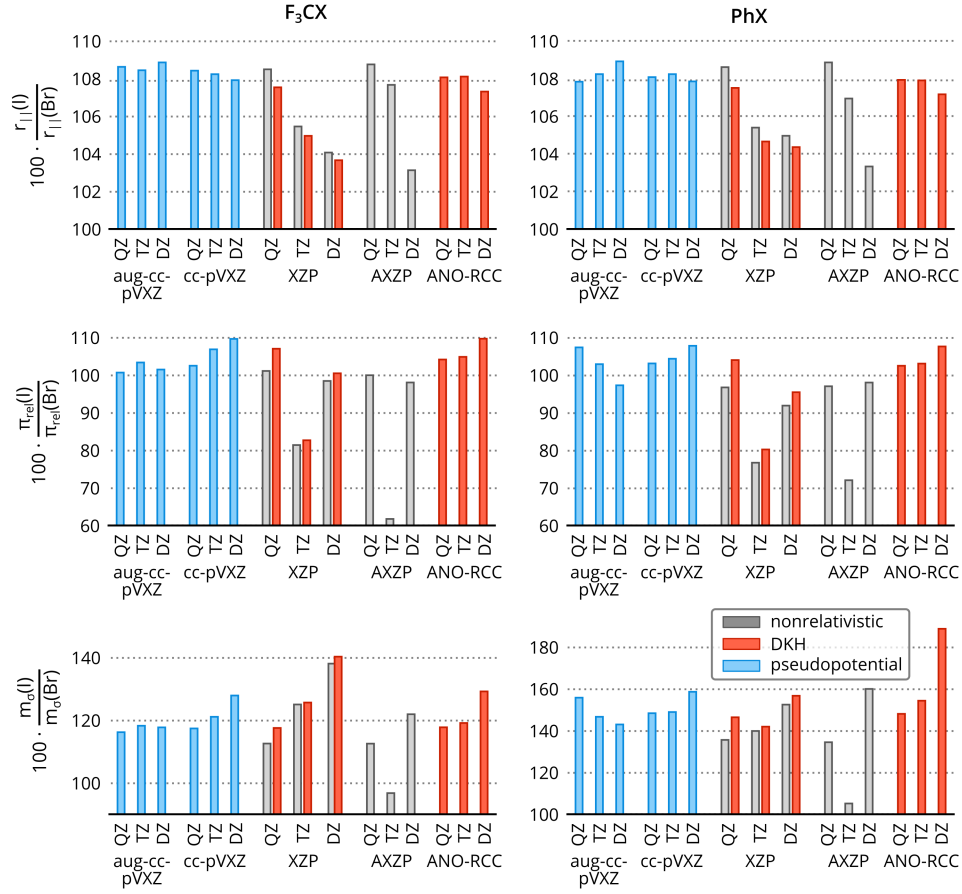 F₃CX PhX
100 · r||(I) / r||(Br)
110 110
108 108
106 106
104 104
102 102
100 100
QZ TZ DZ QZ TZ DZ QZ TZ DZ QZ TZ DZ QZ TZ DZ QZ TZ DZ QZ TZ DZ QZ TZ DZ QZ TZ DZ QZ TZ DZ
aug-cc- cc-pVXZ XZP AXZP ANO-RCC aug-cc- cc-pVXZ XZP AXZP ANO-RCC
pVXZ pVXZ
100 · πrel(I) / πrel(Br)
110 110
100 100
90 90
80 80
70 70
60 60
QZ TZ DZ QZ TZ DZ QZ TZ DZ QZ TZ DZ QZ TZ DZ QZ TZ DZ QZ TZ DZ QZ TZ DZ QZ TZ DZ QZ TZ DZ
aug-cc- cc-pVXZ XZP AXZP ANO-RCC aug-cc- cc-pVXZ XZP AXZP ANO-RCC
pVXZ pVXZ
nonrelativistic
DKH
pseudopotential
100 · mσ(I) / mσ(Br)
140
120
100
180
160
140
120
100
QZ TZ DZ QZ TZ DZ QZ TZ DZ QZ TZ DZ QZ TZ DZ QZ TZ DZ QZ TZ DZ QZ TZ DZ QZ TZ DZ QZ TZ DZ
aug-cc- cc-pVXZ XZP AXZP ANO-RCC aug-cc- cc-pVXZ XZP AXZP ANO-RCC
pVXZ pVXZ